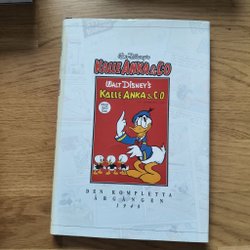 Walt Disney's
KALLE ANKA & C:O
WALT DISNEY'S
KALLE ANKA & C.O.
DEN KOMPLETTA
ÅRGÅNGEN
1948